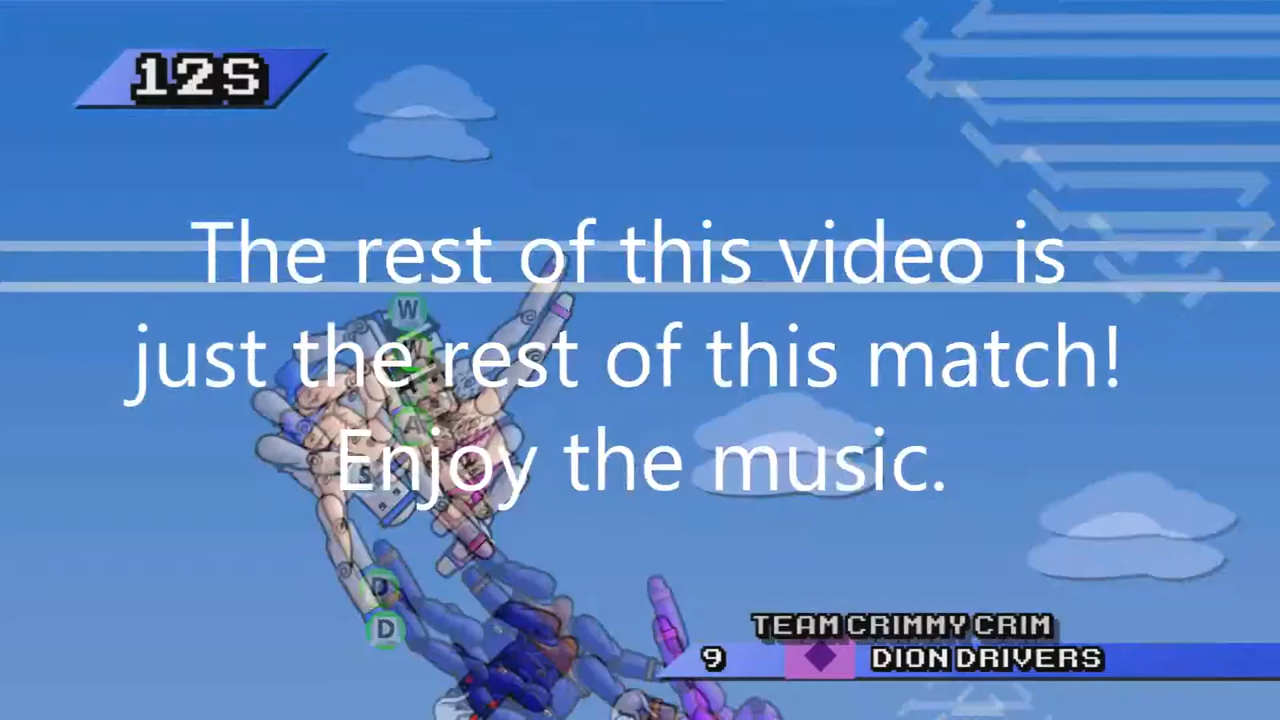 12S
The rest of this video is
just the rest of this match!
Enjoy the music.
W
A
S
D
D
TEAM CRIMMY CRIM
9 DION DRIVERS